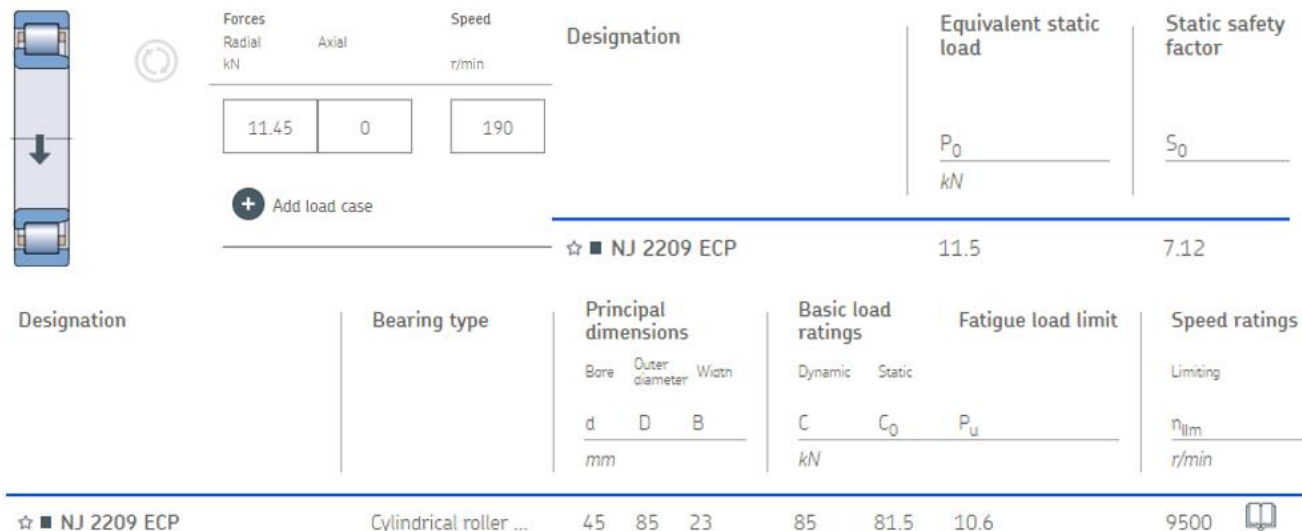 Forces
Speed
Radial Axial
kN r/min
11.45 0 190
Add load case
Designation Equivalent static load Static safety factor
P0 S0
kN
NJ 2209 ECP 11.5 7.12
Designation Bearing type Principal dimensions Basic load ratings Fatigue load limit Speed ratings
Bore Outer diameter Width Dynamic Static Limiting
d D B C C0 Pu nlim
mm kN r/min
NJ 2209 ECP Cylindrical roller ... 45 85 23 85 81.5 10.6 9500